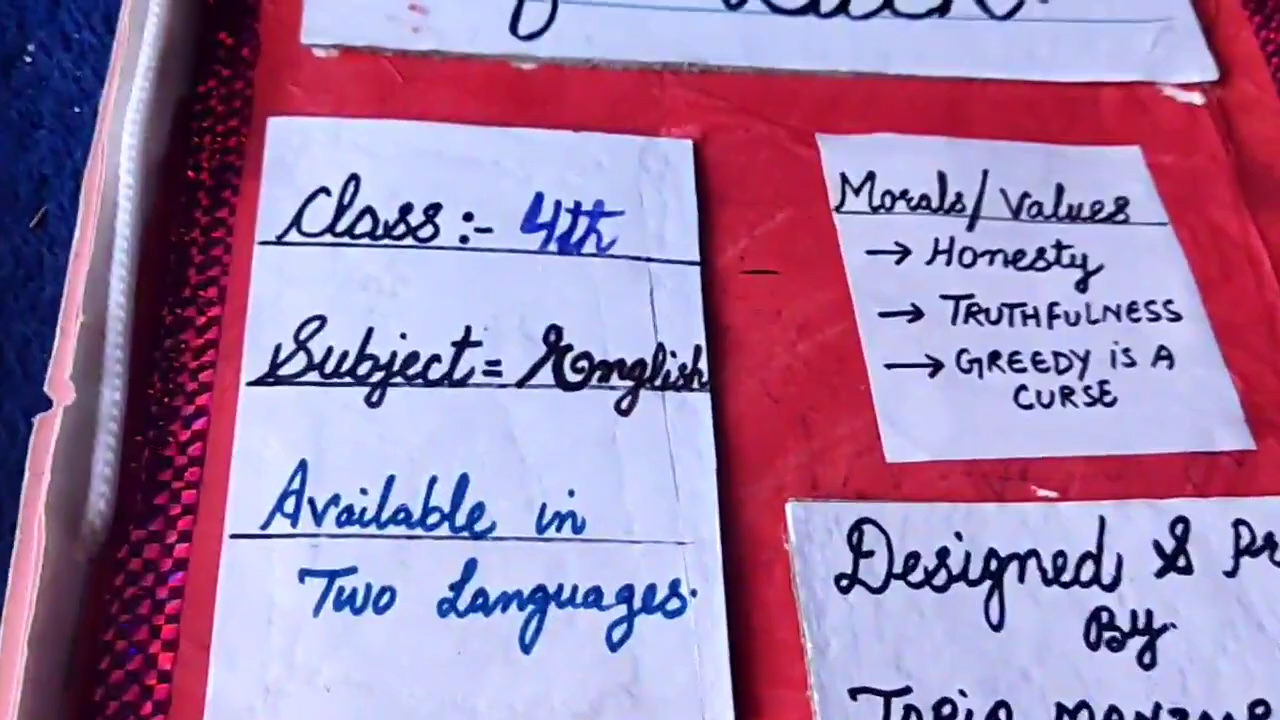 Class :- 4th
Subject = English
Available in
Two Languages.
Morals/Values
→ Honesty
→ TRUTHFULNESS
→ GREEDY iS A
CURSE
Designed &
By